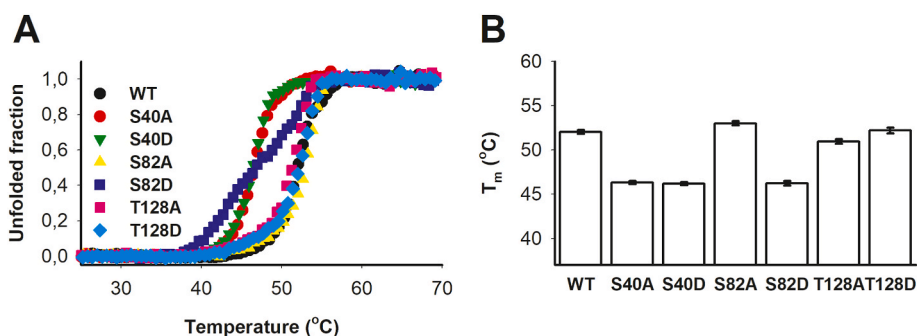 A
Unfolded fraction
1,0
0,8
0,6
0,4
0,2
0,0
WT
S40A
S40D
S82A
S82D
T128A
T128D
30 40 50 60 70
Temperature (°C)
B
Tm (°C)
60
55
50
45
40
WT S40A S40D S82A S82D T128A T128D